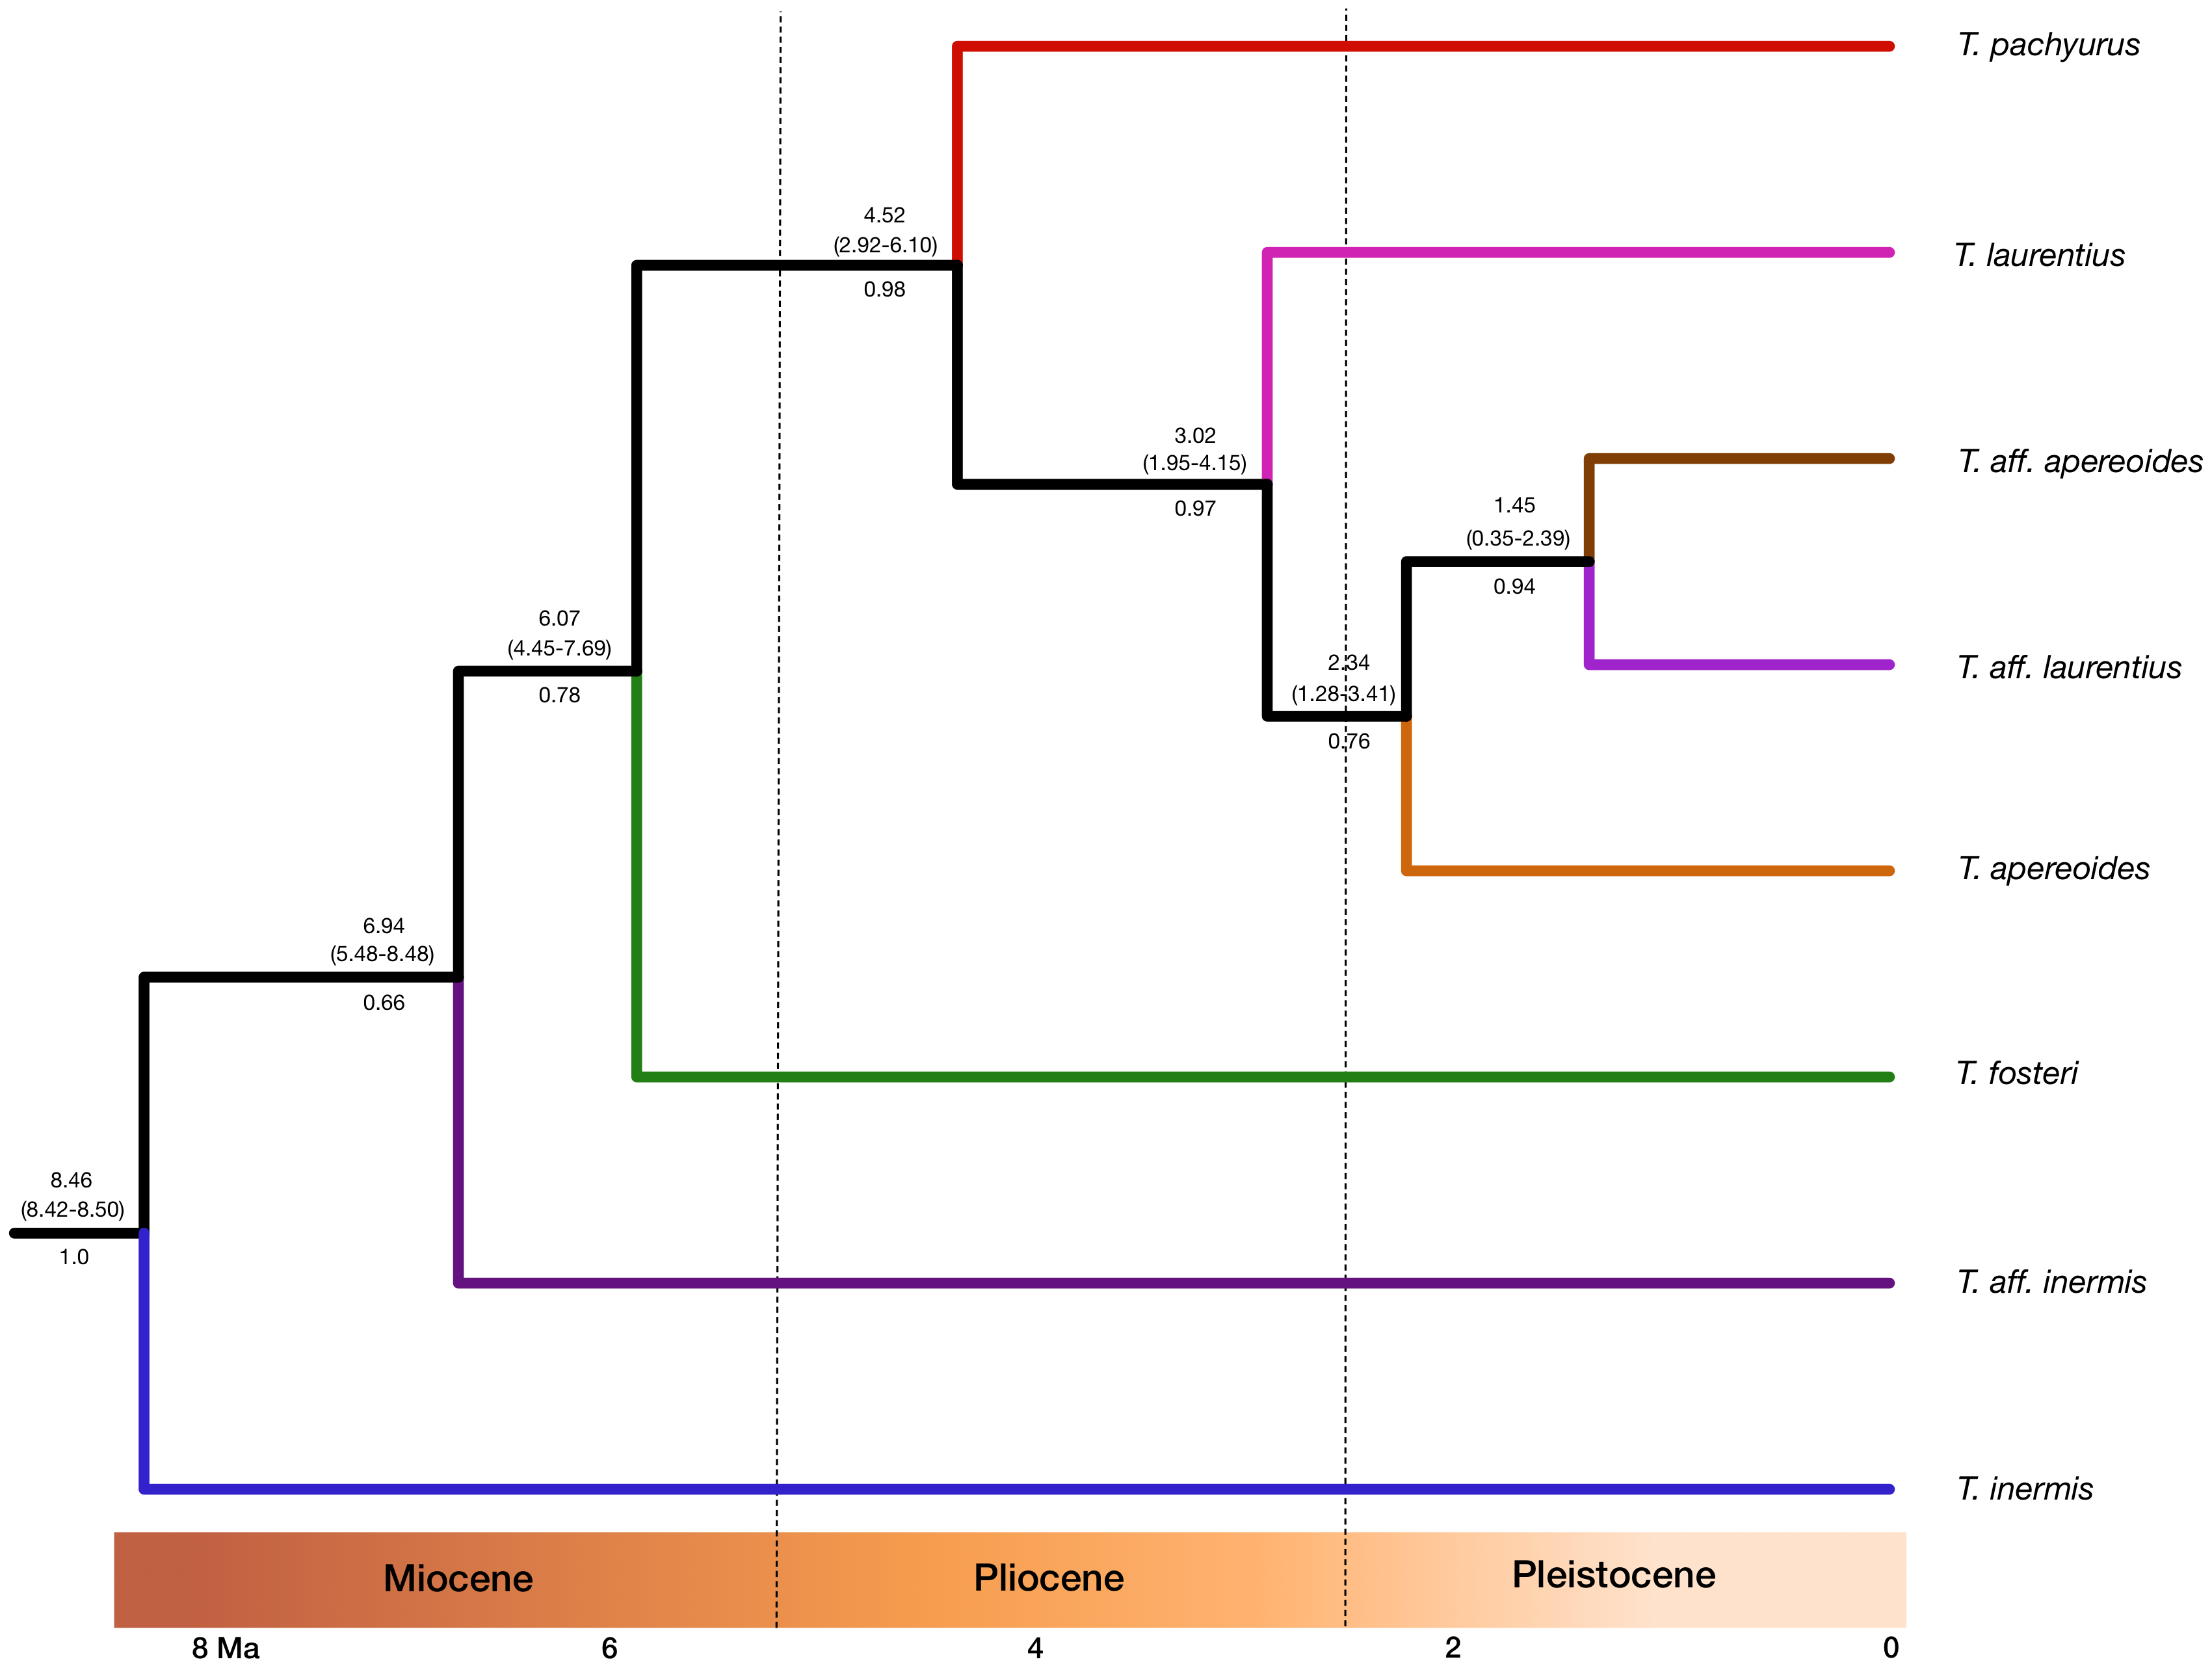 T. pachyurus
4.52
(2.92-6.10)
0.98
T. laurentius
3.02
(1.95-4.15)
0.97
T. aff. apereoides
1.45
(0.35-2.39)
0.94
6.07
(4.45-7.69)
0.78
2.34
(1.28-3.41)
0.76
T. aff. laurentius
T. apereoides
6.94
(5.48-8.48)
0.66
T. fosteri
8.46
(8.42-8.50)
1.0
T. aff. inermis
T. inermis
Miocene Pliocene Pleistocene
8 Ma 6 4 2 0